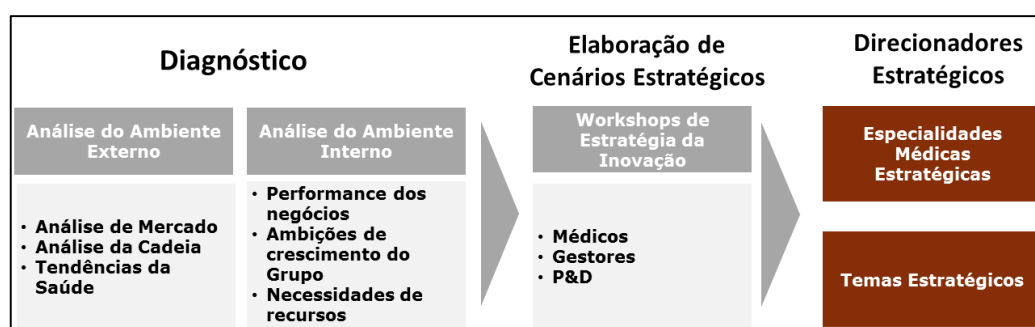 Diagnóstico
Análise do Ambiente
Externo
• Análise de Mercado
• Análise da Cadeia
• Tendências da
Saúde
Análise do Ambiente
Interno
• Performance dos
negócios
• Ambições de
crescimento do
Grupo
• Necessidades de
recursos
Elaboração de
Cenários Estratégicos
Workshops de
Estratégia da
Inovação
• Médicos
• Gestores
• P&D
Direcionadores
Estratégicos
Especialidades
Médicas
Estratégicas
Temas Estratégicos